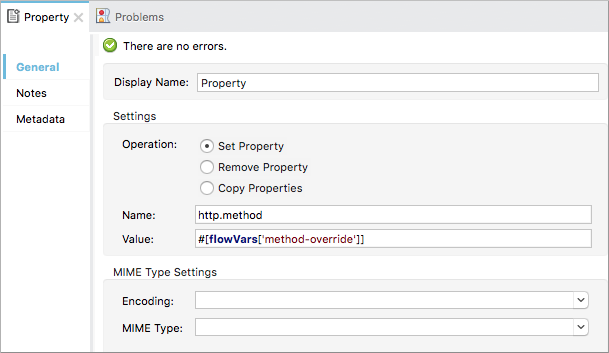 Property Problems
There are no errors.
General
Notes
Metadata
Display Name: Property
Settings
Operation: Set Property
Remove Property
Copy Properties
Name: http.method
Value: #[flowVars['method-override']]
MIME Type Settings
Encoding:
MIME Type: